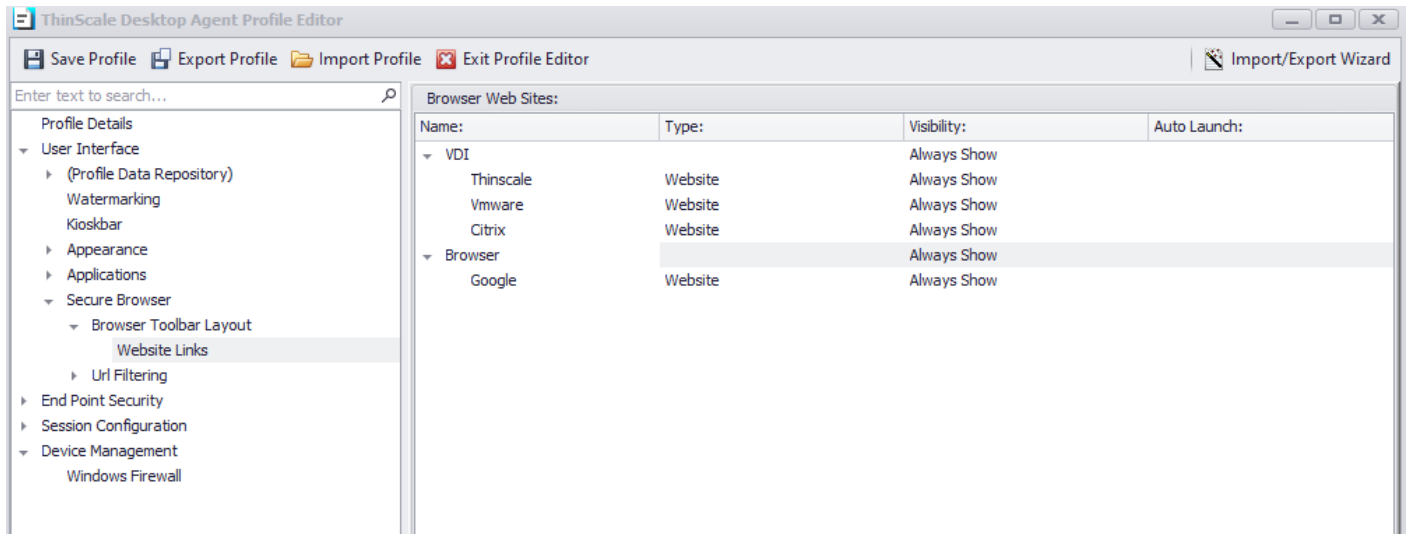 ThinScale Desktop Agent Profile Editor
Save Profile Export Profile Import Profile Exit Profile Editor Import/Export Wizard
Enter text to search...
Profile Details
User Interface
(Profile Data Repository)
Watermarking
Kioskbar
Appearance
Applications
Secure Browser
Browser Toolbar Layout
Website Links
Url Filtering
End Point Security
Session Configuration
Device Management
Windows Firewall
Browser Web Sites:
Name: Type: Visibility: Auto Launch:
VDI Always Show
Thinscale Website Always Show
Vmware Website Always Show
Citrix Website Always Show
Browser Always Show
Google Website Always Show